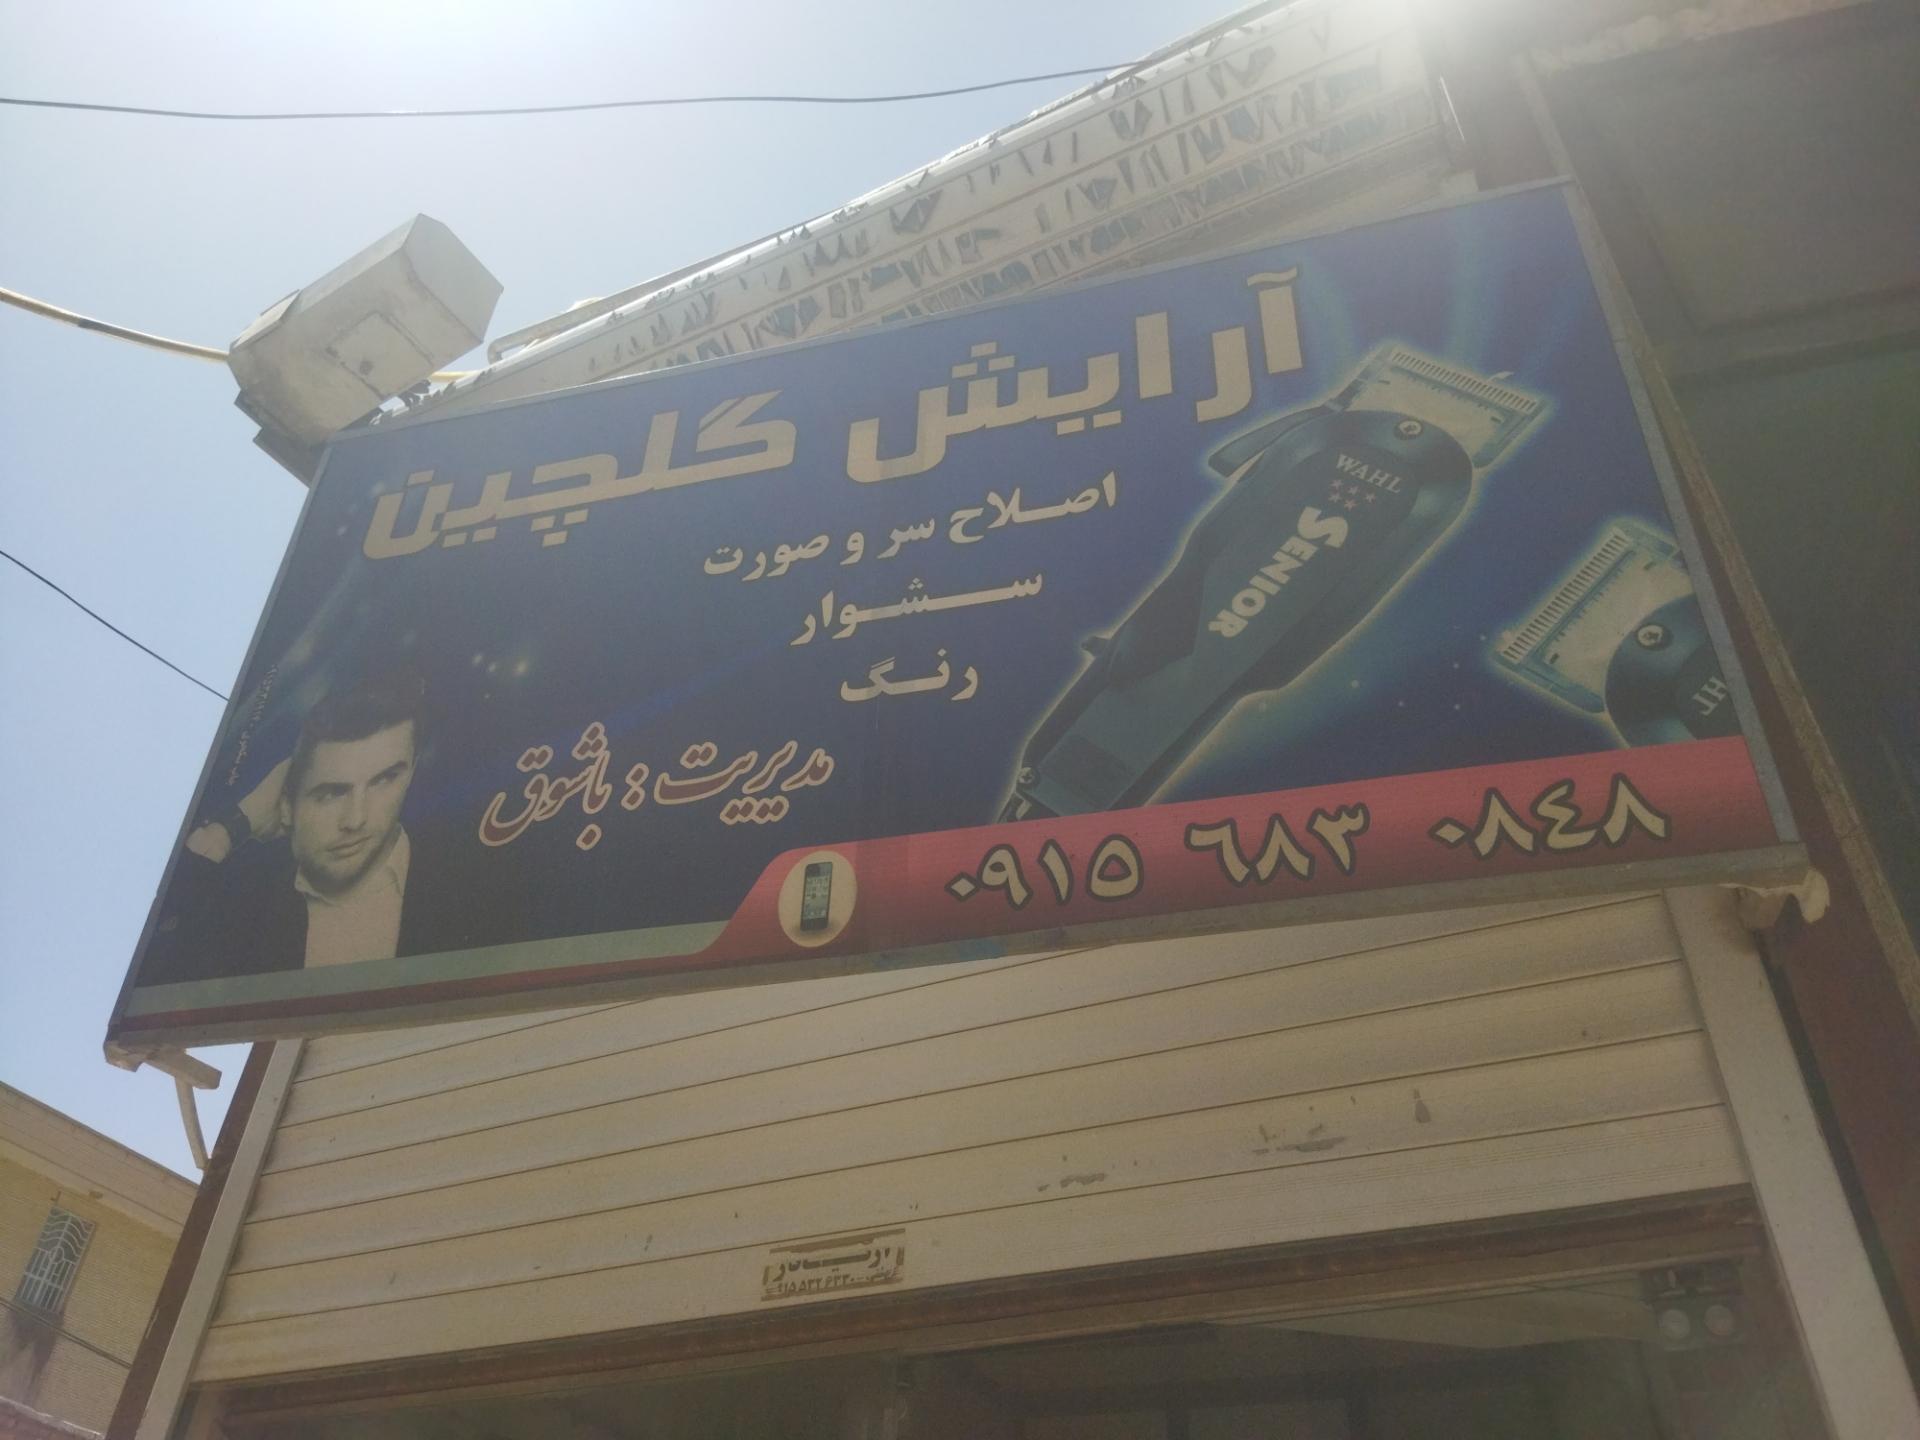 آرایش گلچین
اصلاح سر و صورت
سشوار
رنگ
مدیریت : باشوق
WAHL
SENIOR
۰۹۱۵ ۶۸۳ ۰۸۴۸